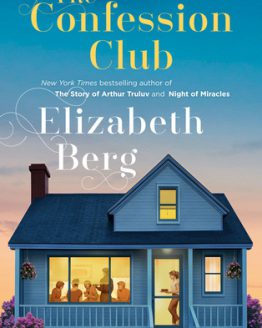 The
Confession
Club
New York Times bestselling author of
The Story of Arthur Truluv and Night of Miracles
Elizabeth
Berg